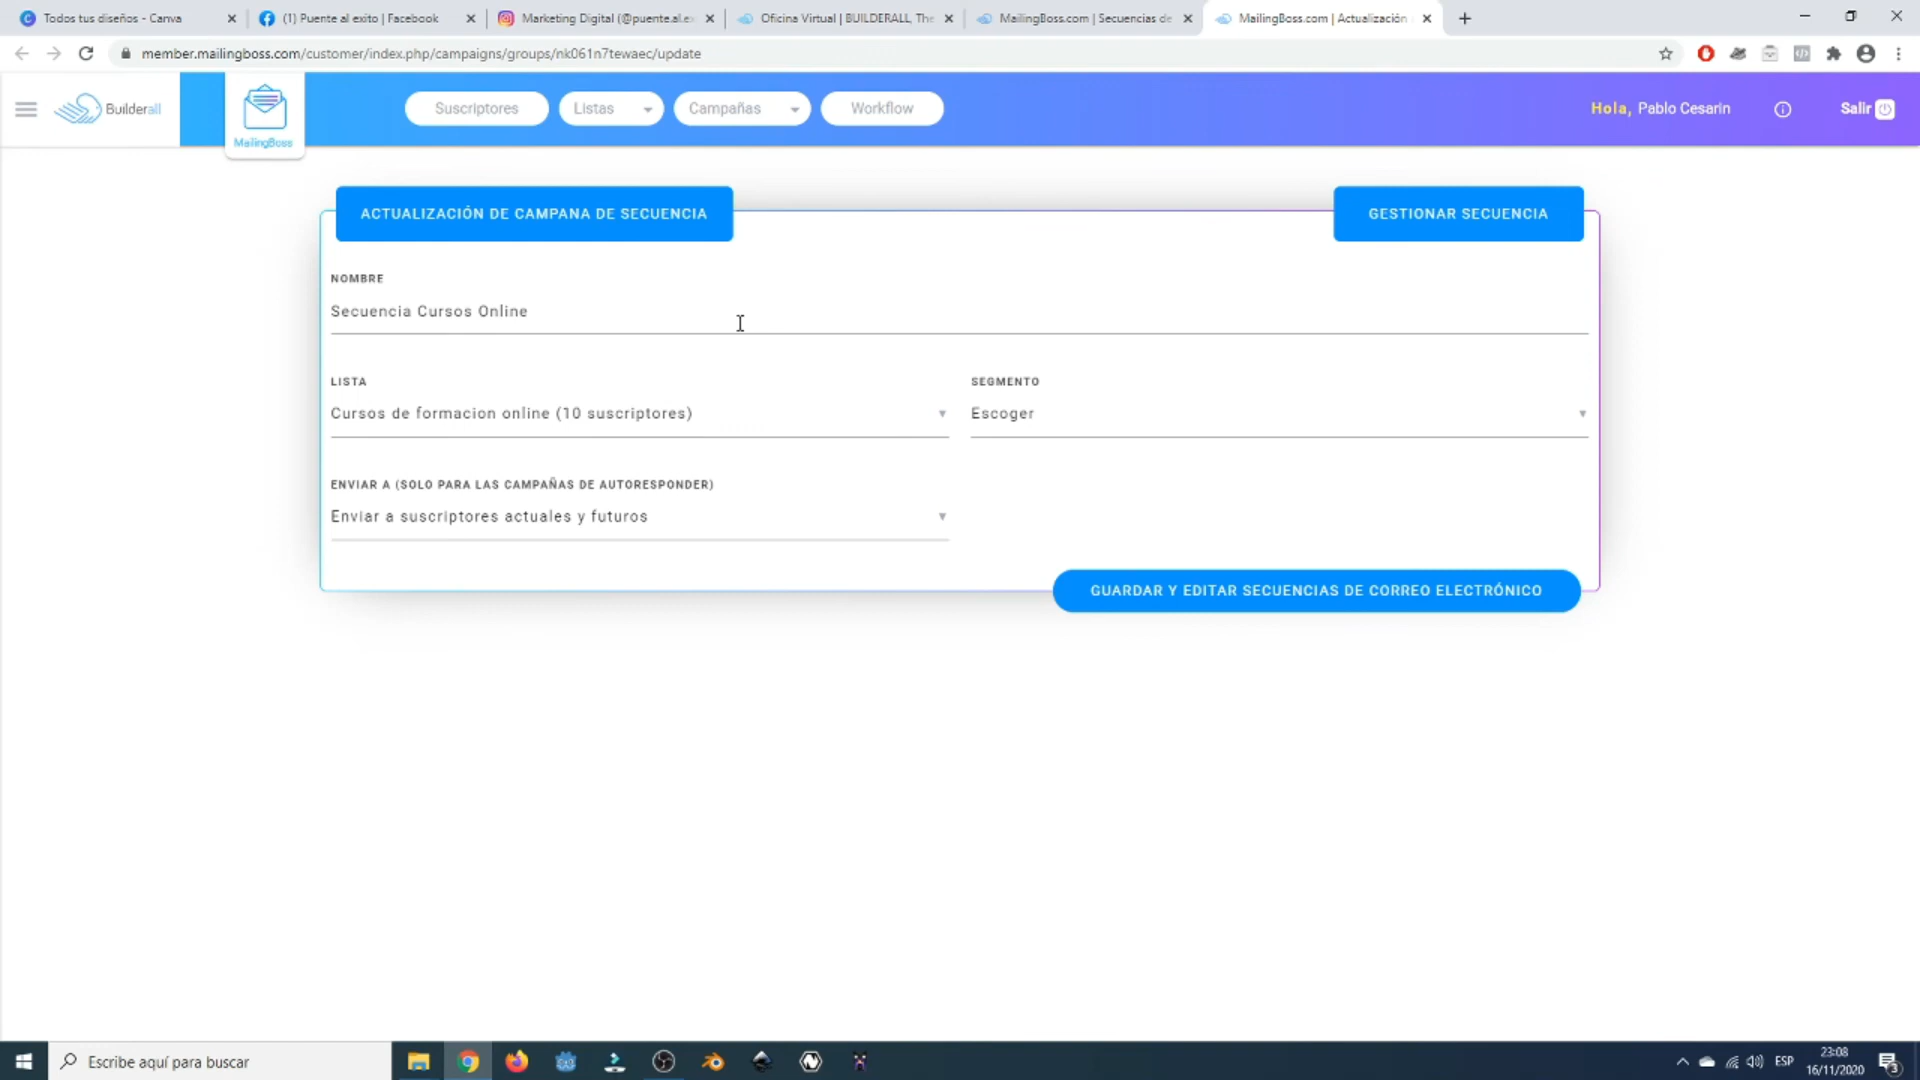 Todos tus diseños - Canva
(1) Puente al exito | Facebook
Marketing Digital (@puente.al.ex
Oficina Virtual | BUILDERALL, The
MailingBoss.com | Secuencias de
MailingBoss.com | Actualización
member.mailingboss.com/customer/index.php/campaigns/groups/nk061n7tewaec/update
Builderall
MailingBoss
Suscriptores
Listas
Campañas
Workflow
Hola, Pablo Cesarin
Salir
ACTUALIZACIÓN DE CAMPANA DE SECUENCIA
GESTIONAR SECUENCIA
NOMBRE
Secuencia Cursos Online
LISTA
SEGMENTO
Cursos de formacion online (10 suscriptores)
Escoger
ENVIAR A (SOLO PARA LAS CAMPAÑAS DE AUTORESPONDER)
Enviar a suscriptores actuales y futuros
GUARDAR Y EDITAR SECUENCIAS DE CORREO ELECTRÓNICO
Escribe aquí para buscar
ESP
23:08
16/11/2020
3